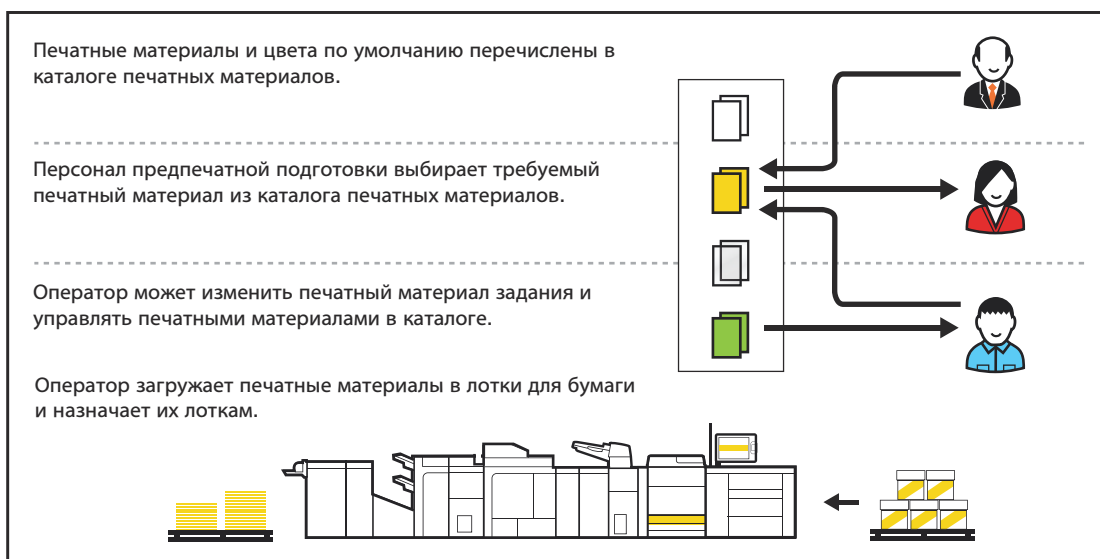 Печатные материалы и цвета по умолчанию перечислены в
каталоге печатных материалов.
Персонал предпечатной подготовки выбирает требуемый
печатный материал из каталога печатных материалов.
Оператор может изменить печатный материал задания и
управлять печатными материалами в каталоге.
Оператор загружает печатные материалы в лотки для бумаги
и назначает их лоткам.